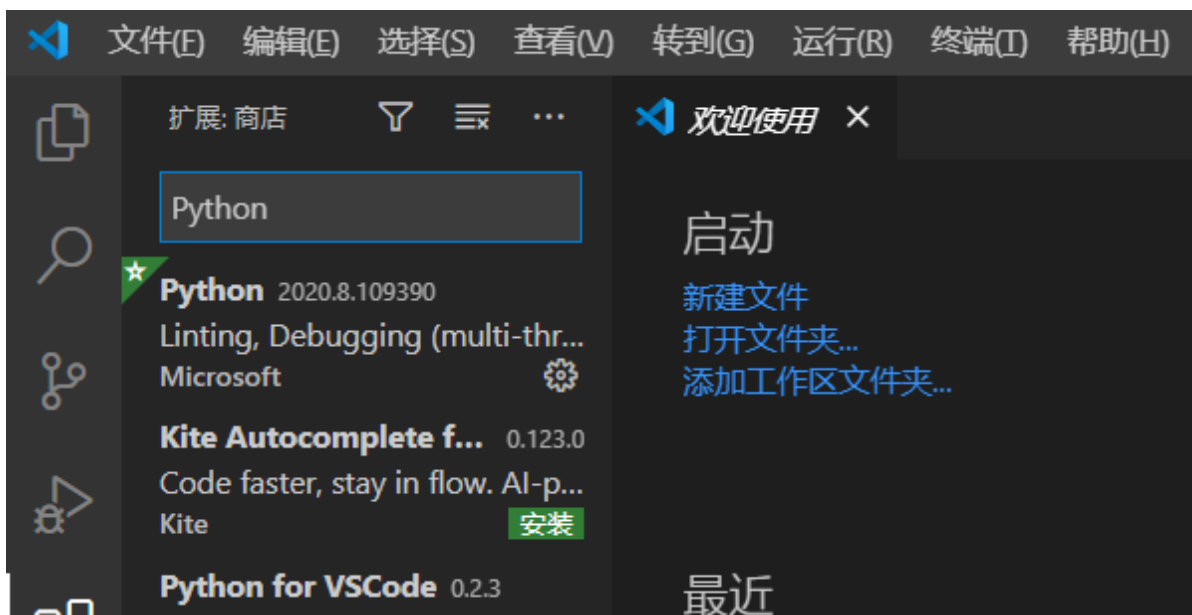 文件(F) 编辑(E) 选择(S) 查看(V) 转到(G) 运行(R) 终端(T) 帮助(H)
扩展: 商店
欢迎使用
Python
Python 2020.8.109390
Linting, Debugging (multi-thr...
Microsoft
Kite Autocomplete f... 0.123.0
Code faster, stay in flow. AI-p...
Kite 安装
Python for VSCode 0.2.3
启动
新建文件
打开文件夹...
添加工作区文件夹...
最近